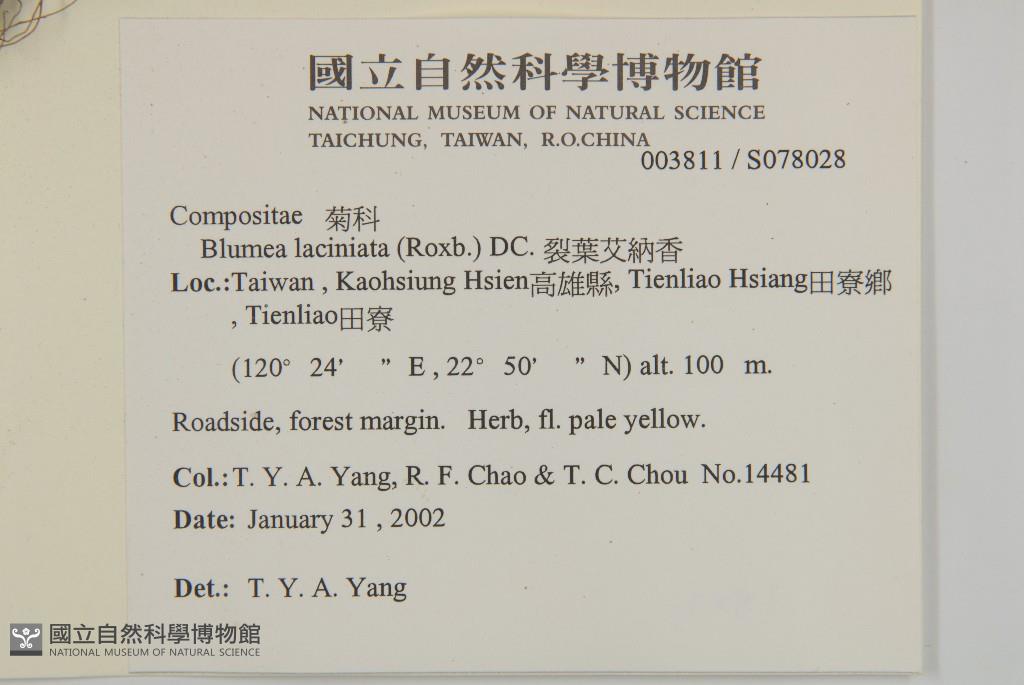 國立自然科學博物館
NATIONAL MUSEUM OF NATURAL SCIENCE
TAICHUNG, TAIWAN, R.O.CHINA
003811 / S078028
Compositae 菊科
Blumea laciniata (Roxb.) DC. 裂葉艾納香
Loc.:Taiwan , Kaohsiung Hsien高雄縣, Tienliao Hsiang田寮鄉
, Tienliao田寮
(120° 24' " E , 22° 50' " N) alt. 100 m.
Roadside, forest margin. Herb, fl. pale yellow.
Col.: T. Y. A. Yang, R. F. Chao & T. C. Chou No.14481
Date: January 31 , 2002
Det.: T. Y. A. Yang
國立自然科學博物館
NATIONAL MUSEUM OF NATURAL SCIENCE